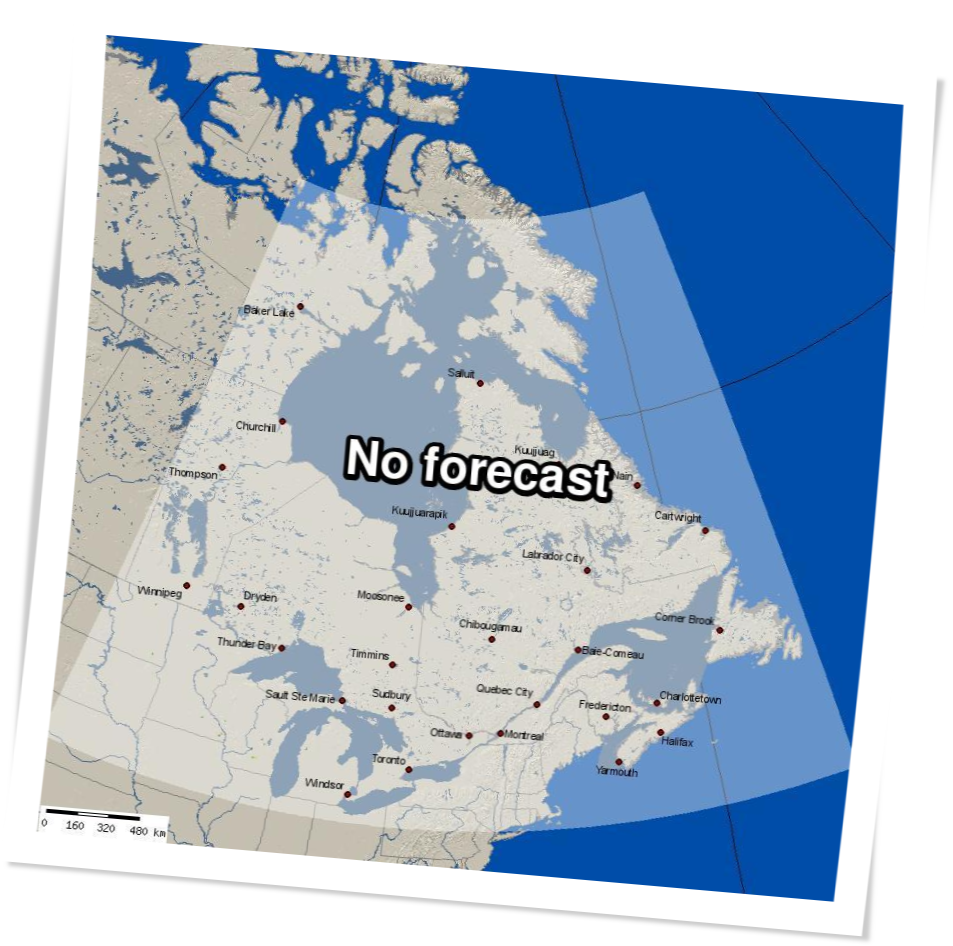 Baker Lake
Salluit
Churchill
Kuujjuag
No forecast
Thompson
Nain
Kuujjuarapik
Cartwright
Labrador City
Winnipeg
Dryden
Moosonee
Corner Brook
Chibougamau
Thunder Bay
Timmins
Baie-Comeau
Sault Ste Marie
Sudbury
Quebec City
Charlottetown
Fredericton
Ottawa
Montreal
Halifax
Toronto
Yarmouth
Windsor
0 160 320 480 km